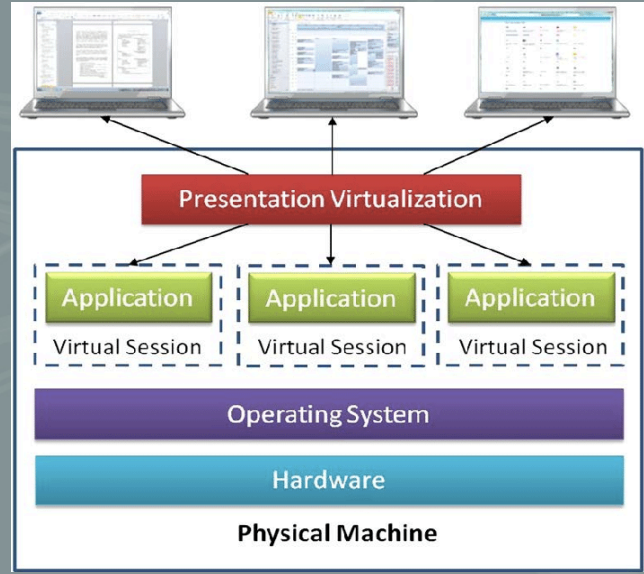 Presentation Virtualization
Application
Application
Application
Virtual Session
Virtual Session
Virtual Session
Operating System
Hardware
Physical Machine